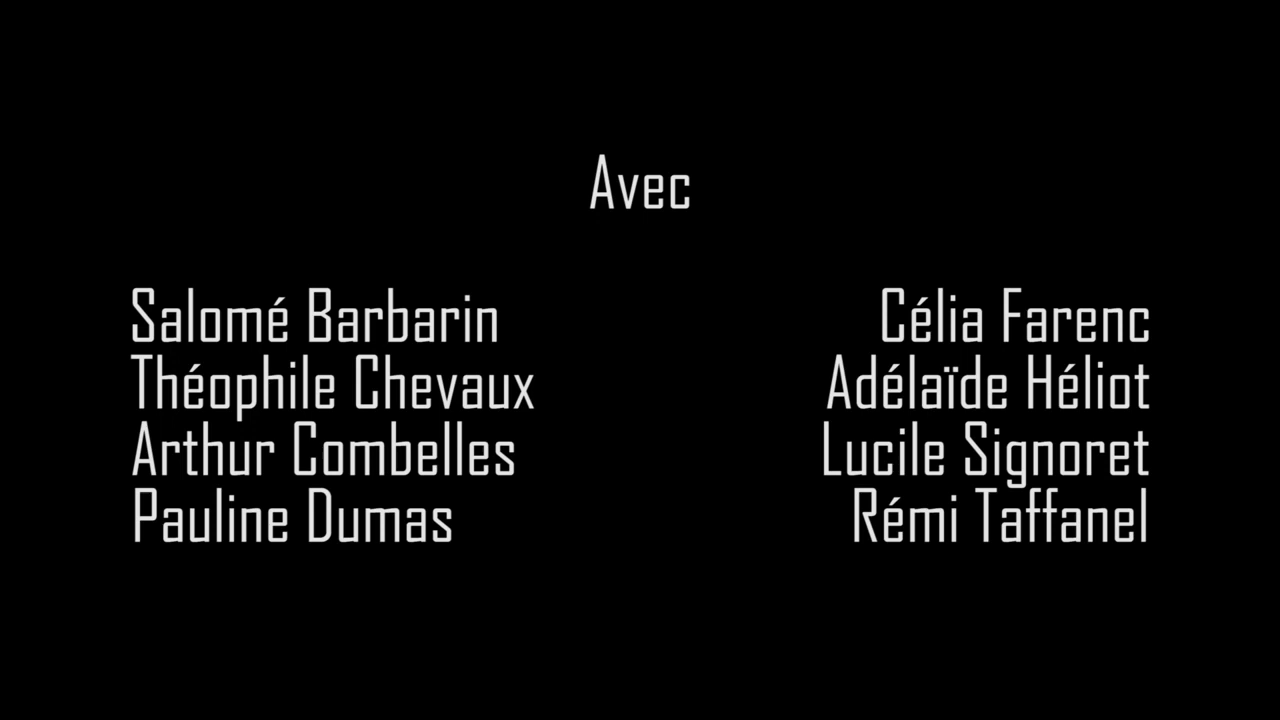 Avec
Salomé Barbarin
Théophile Chevaux
Arthur Combelles
Pauline Dumas
Célia Farenc
Adélaïde Héliot
Lucile Signoret
Rémi Taffanel